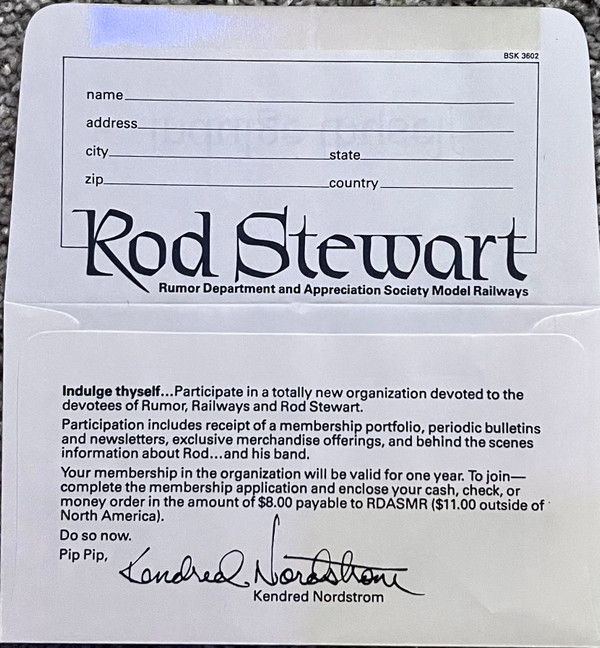 BSK 3602
name
address
city state
zip country
Rod Stewart
Rumor Department and Appreciation Society Model Railways
Indulge thyself...Participate in a totally new organization devoted to the
devotees of Rumor, Railways and Rod Stewart.
Participation includes receipt of a membership portfolio, periodic bulletins
and newsletters, exclusive merchandise offerings, and behind the scenes
information about Rod...and his band.
Your membership in the organization will be valid for one year. To join—
complete the membership application and enclose your cash, check, or
money order in the amount of $8.00 payable to RDASMR ($11.00 outside of
North America).
Do so now.
Pip Pip,
Kendred Nordstrom
Kendred Nordstrom